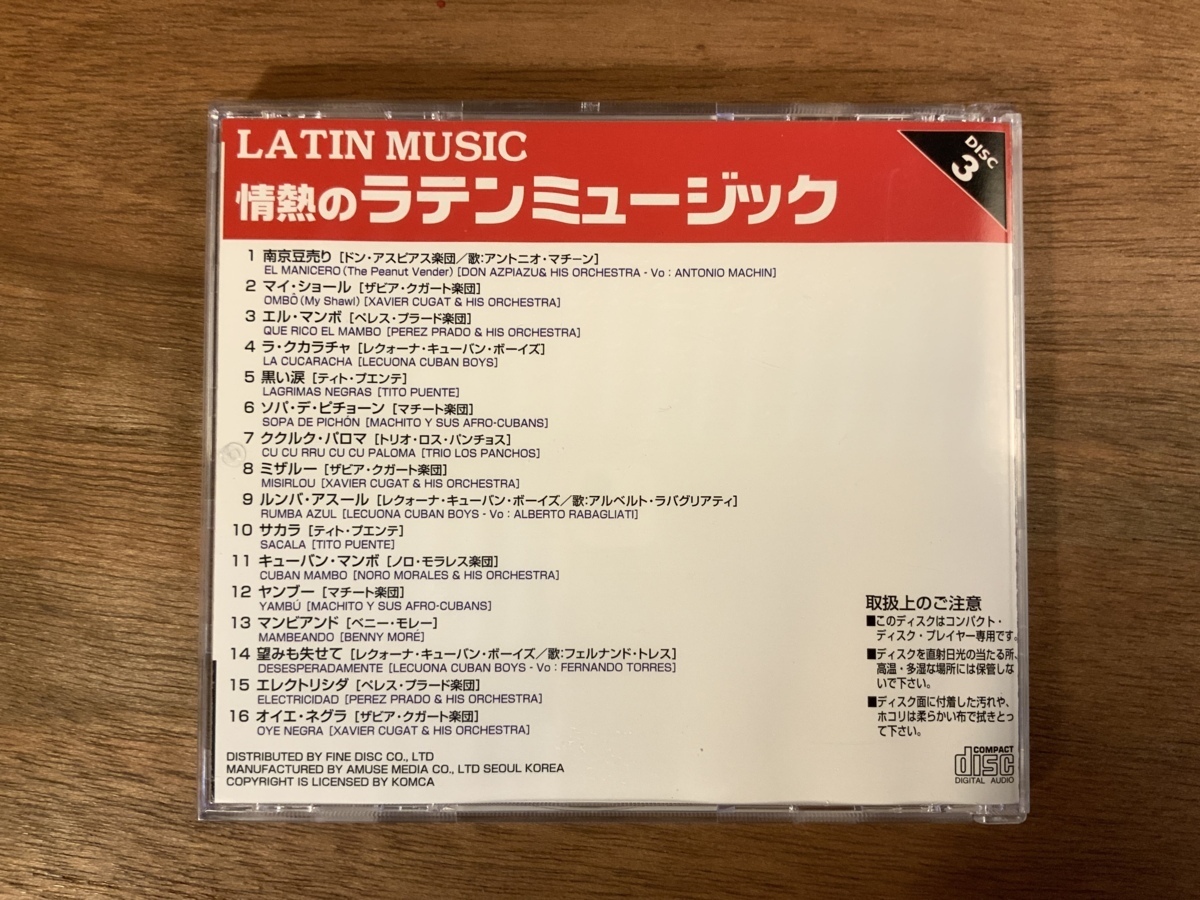 LATIN MUSIC
情熱のラテンミュージック
DISC
3
1 南京豆売り [ドン・アスピアス楽団／歌:アントニオ・マチーン]
EL MANICERO (The Peanut Vender) [DON AZPIAZU& HIS ORCHESTRA - Vo : ANTONIO MACHIN]
2 マイ・ショール [ザビア・クガート楽団]
OMBŌ (My Shawl) [XAVIER CUGAT & HIS ORCHESTRA]
3 エル・マンボ [ペレス・プラード楽団]
QUE RICO EL MAMBO [PEREZ PRADO & HIS ORCHESTRA]
4 ラ・クカラチャ [レクォーナ・キューバン・ボーイズ]
LA CUCARACHA [LECUONA CUBAN BOYS]
5 黒い涙 [ティト・プエンテ]
LAGRIMAS NEGRAS [TITO PUENTE]
6 ソパ・デ・ピチョーン [マチート楽団]
SOPA DE PICHÓN [MACHITO Y SUS AFRO-CUBANS]
7 ククルク・パロマ [トリオ・ロス・パンチョス]
CU CU RRU CU CU PALOMA [TRIO LOS PANCHOS]
8 ミザルー [ザビア・クガート楽団]
MISIRLOU [XAVIER CUGAT & HIS ORCHESTRA]
9 ルンバ・アスール [レクォーナ・キューバン・ボーイズ／歌:アルベルト・ラバグリアティ]
RUMBA AZUL [LECUONA CUBAN BOYS - Vo : ALBERTO RABAGLIATI]
10 サカラ [ティト・プエンテ]
SACALA [TITO PUENTE]
11 キューバン・マンボ [ノロ・モラレス楽団]
CUBAN MAMBO [NORO MORALES & HIS ORCHESTRA]
12 ヤンブー [マチート楽団]
YAMBÚ [MACHITO Y SUS AFRO-CUBANS]
13 マンビアンド [ベニー・モレー]
MAMBEANDO [BENNY MORÉ]
14 望みも失せて [レクォーナ・キューバン・ボーイズ／歌:フェルナンド・トレス]
DESESPERADAMENTE [LECUONA CUBAN BOYS - Vo : FERNANDO TORRES]
15 エレクトリシダ [ペレス・プラード楽団]
ELECTRICIDAD [PEREZ PRADO & HIS ORCHESTRA]
16 オイエ・ネグラ [ザビア・クガート楽団]
OYE NEGRA [XAVIER CUGAT & HIS ORCHESTRA]
DISTRIBUTED BY FINE DISC CO., LTD
MANUFACTURED BY AMUSE MEDIA CO., LTD SEOUL KOREA
COPYRIGHT IS LICENSED BY KOMCA
取扱上のご注意
■このディスクはコンパクト・
ディスク・プレイヤー専用です。
■ディスクを直射日光の当たる所、
高温・多湿な場所には保管しな
いで下さい。
■ディスク面に付着した汚れや、
ホコリは柔らかい布で拭きとっ
て下さい。
COMPACT
disc
DIGITAL AUDIO